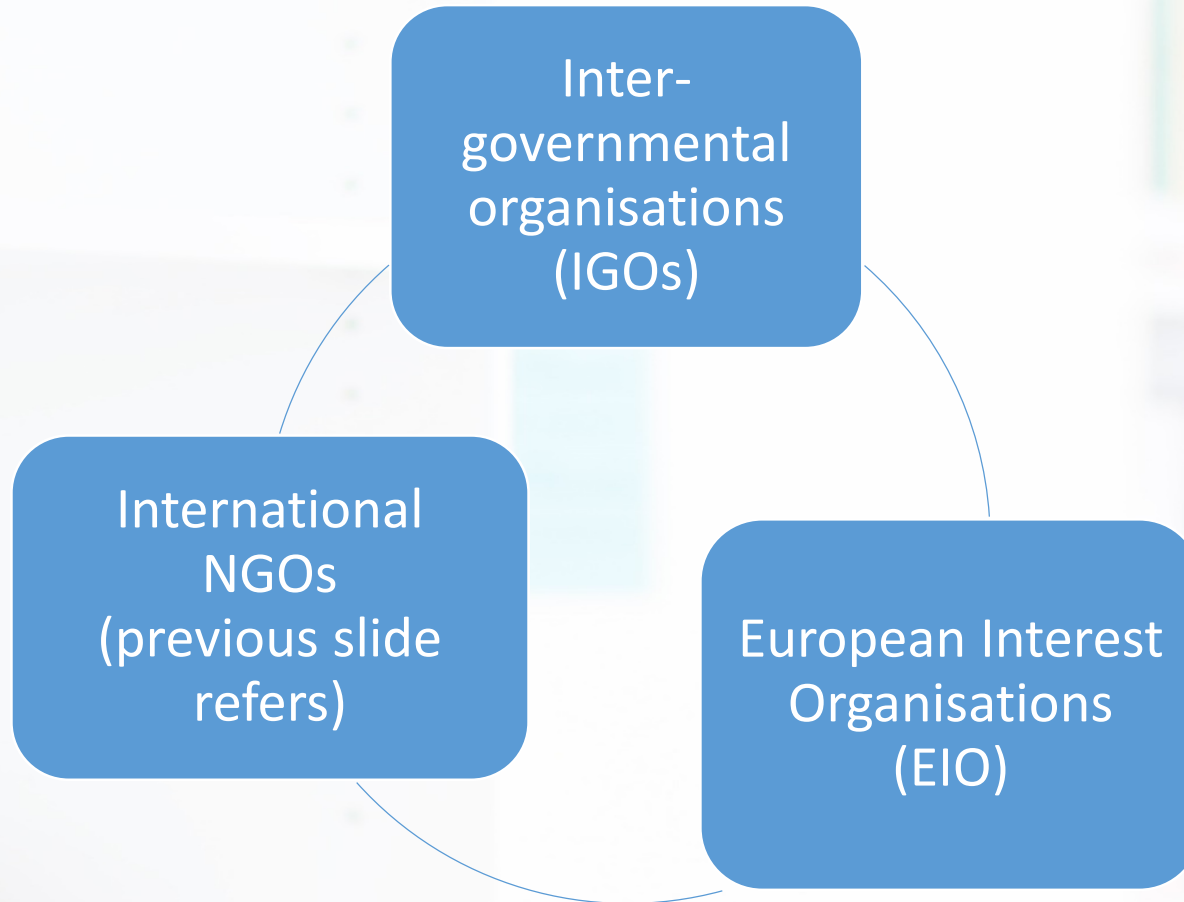 Inter-
governmental
organisations
(IGOs)
International
NGOs
(previous slide
refers)
European Interest
Organisations
(EIO)